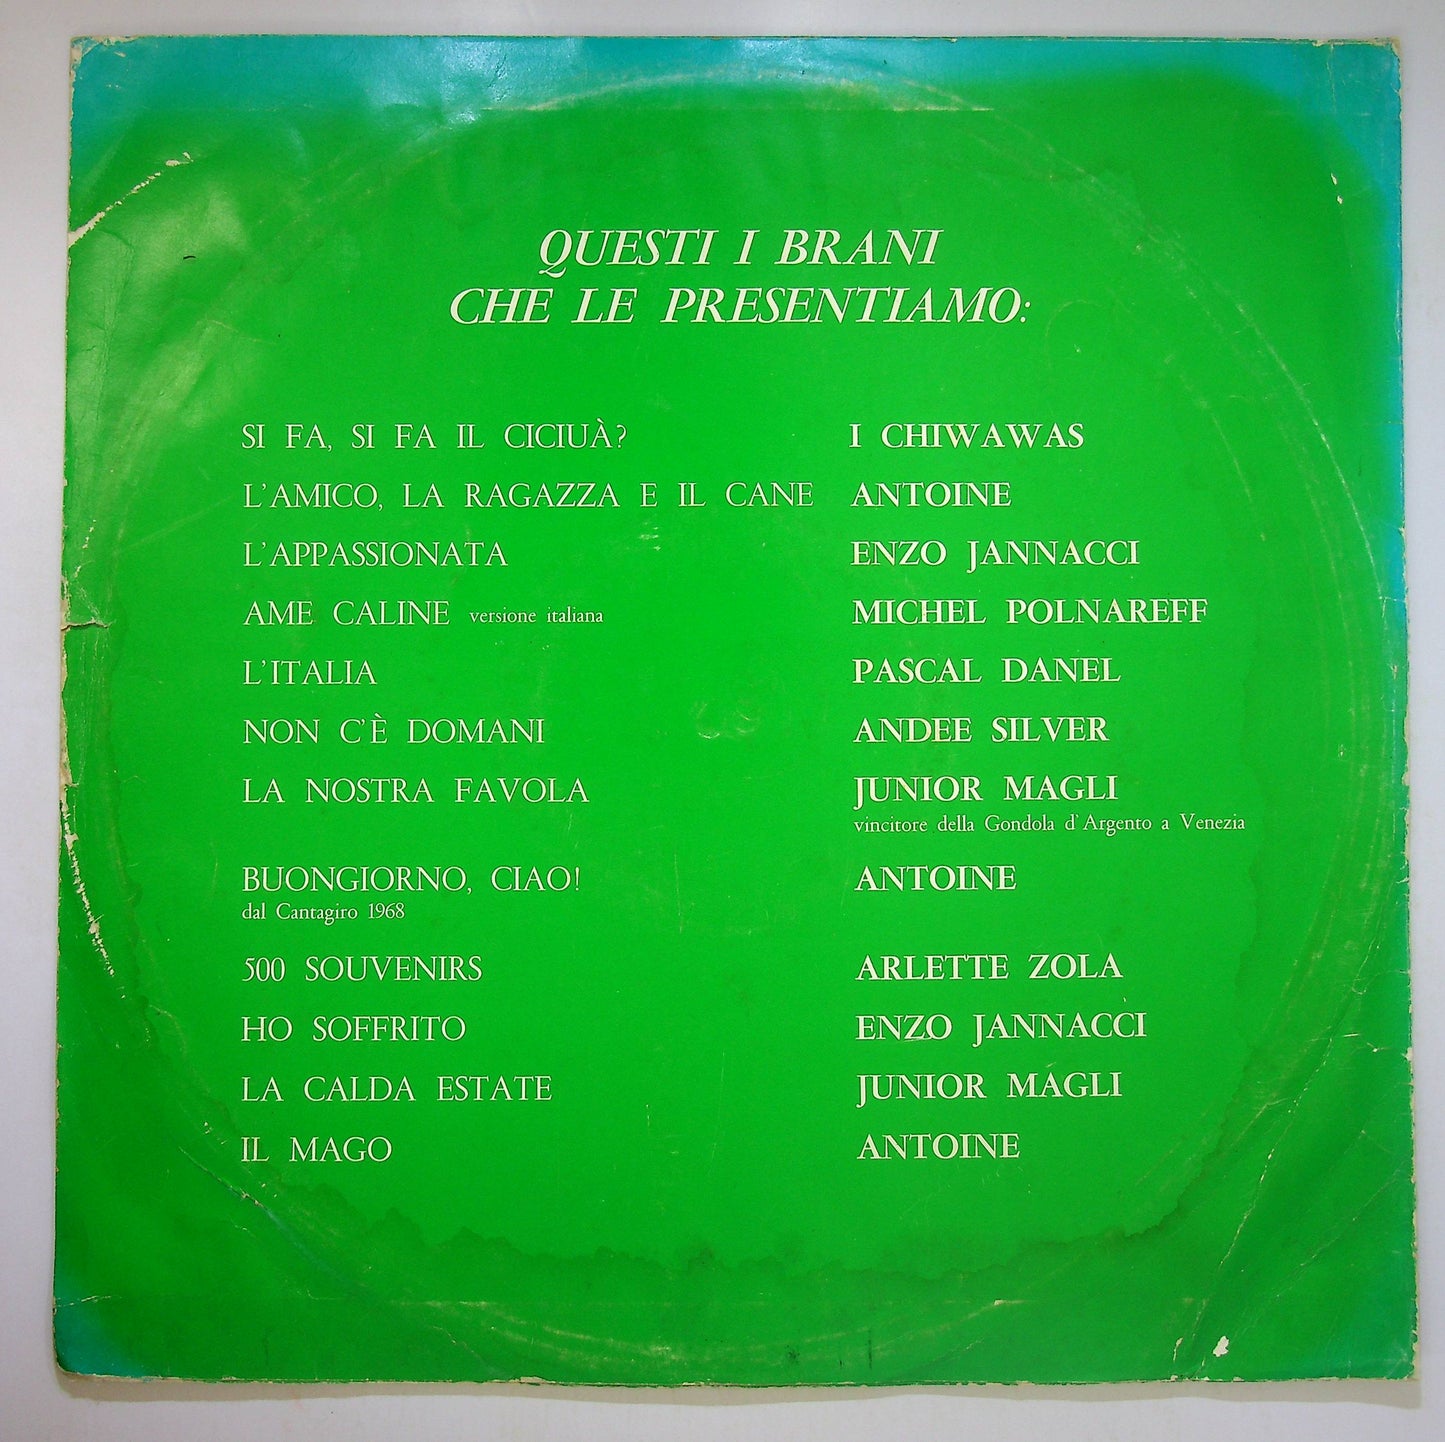 QUESTI I BRANI
CHE LE PRESENTIAMO:
SI FA, SI FA IL CICIUÀ? I CHIWAWAS
L'AMICO, LA RAGAZZA E IL CANE ANTOINE
L'APPASSIONATA ENZO JANNACCI
AME CALINE versione italiana MICHEL POLNAREFF
L'ITALIA PASCAL DANEL
NON C'È DOMANI ANDEE SILVER
LA NOSTRA FAVOLA JUNIOR MAGLI
vincitore della Gondola d'Argento a Venezia
BUONGIORNO, CIAO! ANTOINE
dal Cantagiro 1968
500 SOUVENIRS ARLETTE ZOLA
HO SOFFRITO ENZO JANNACCI
LA CALDA ESTATE JUNIOR MAGLI
IL MAGO ANTOINE